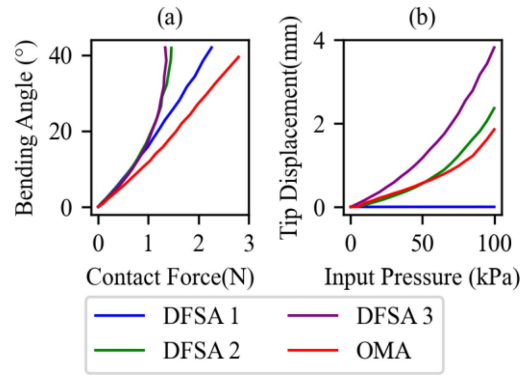 (a)
(b)
Bending Angle (°)
40
20
0
0 1 2 3
Contact Force(N)
Tip Displacement(mm)
4
2
0
0 50 100
Input Pressure (kPa)
DFSA 1
DFSA 3
DFSA 2
OMA